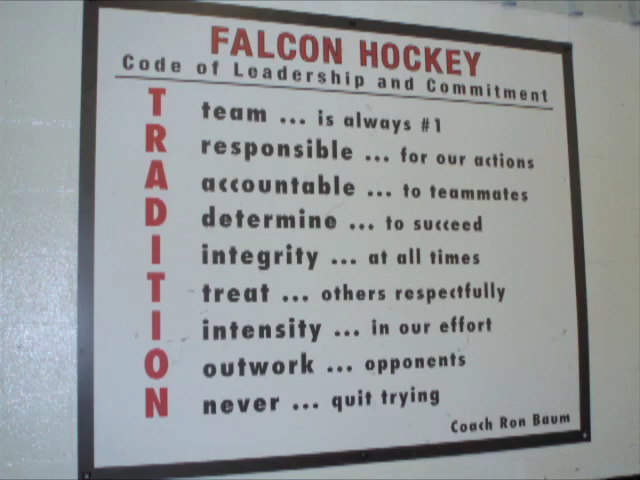 FALCON HOCKEY
Code of Leadership and Commitment
T team ... is always #1
R responsible ... for our actions
A accountable ... to teammates
D determine ... to succeed
I integrity ... at all times
T treat ... others respectfully
I intensity ... in our effort
O outwork ... opponents
N never ... quit trying
Coach Ron Baum